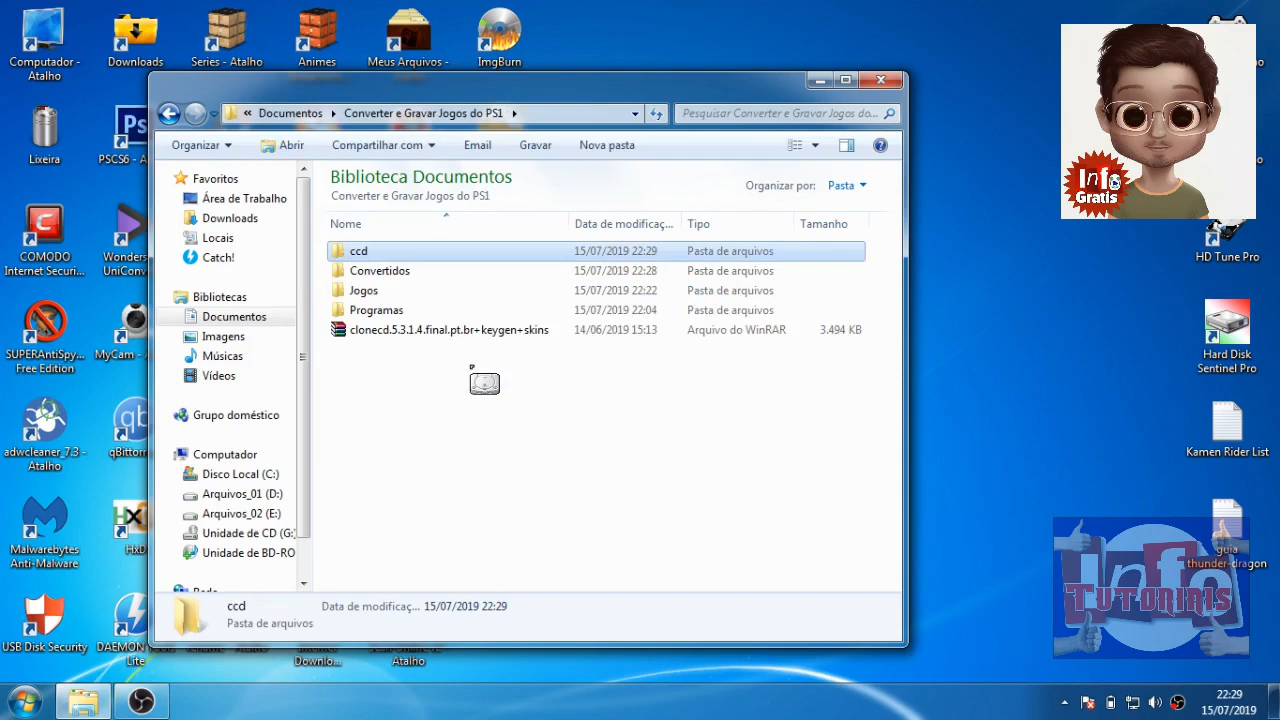 Computador -
Atalho
Downloads
Series - Atalho
Animes
Meus Arquivos -
ImgBurn
Lixeira
PSCS6 - A
COMODO
Internet Securi...
Wonders
UniConv
SUPERAntiSpy...
Free Edition
MyCam - A
adwcleaner_7.3 -
Atalho
qBittorr
Malwarebytes
Anti-Malware
HxD
USB Disk Security
DAEMON
Lite
Downlo...
Atalho
« Documentos
Converter e Gravar Jogos do PS1
Pesquisar Converter e Gravar Jogos do...
Organizar
Abrir
Compartilhar com
Email
Gravar
Nova pasta
Favoritos
Área de Trabalho
Downloads
Locais
Catch!
Bibliotecas
Documentos
Imagens
Músicas
Vídeos
Grupo doméstico
Computador
Disco Local (C:)
Arquivos_01 (D:)
Arquivos_02 (E:)
Unidade de CD (G:
Unidade de BD-RO
Biblioteca Documentos
Converter e Gravar Jogos do PS1
Organizar por: Pasta
Nome Data de modificaç... Tipo Tamanho
ccd 15/07/2019 22:29 Pasta de arquivos
Convertidos 15/07/2019 22:28 Pasta de arquivos
Jogos 15/07/2019 22:22 Pasta de arquivos
Programas 15/07/2019 22:04 Pasta de arquivos
clonecd.5.3.1.4.final.pt.br+keygen+skins 14/06/2019 15:13 Arquivo do WinRAR 3.494 KB
ccd Data de modificaç... 15/07/2019 22:29
Pasta de arquivos
Info
Gratis
HD Tune Pro
Hard Disk
Sentinel Pro
Kamen Rider List
guia
thunder-dragon
Info
Tutoriais
22:29
15/07/2019